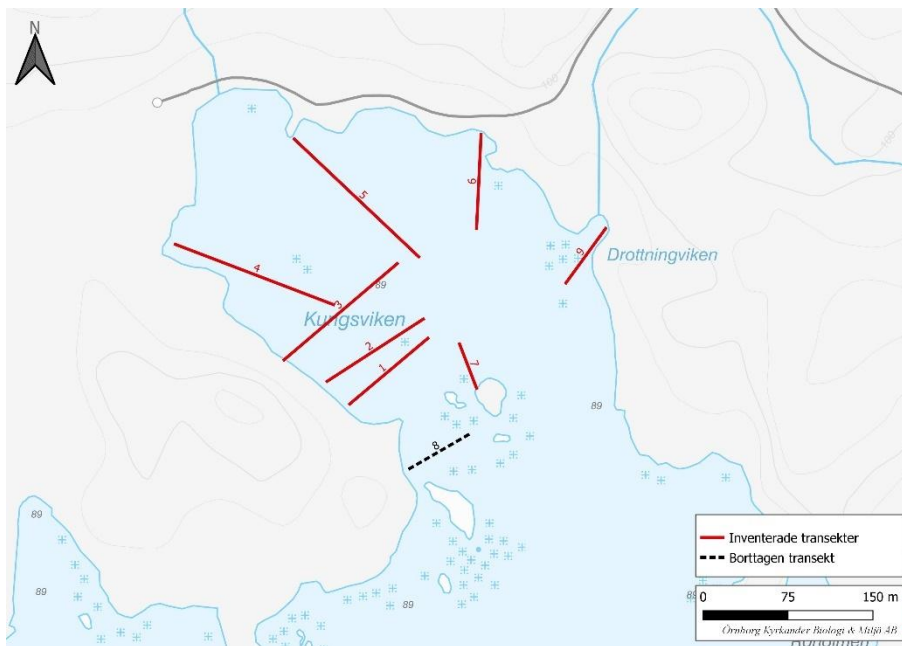 N
100
5
6
9
Drottningviken
4
89
3
Kungsviken
2
1
7
89
8
89
89
89
Inventerade transekter
Borttagen transekt
0 75 150 m
Örnborg Kyrkander Biologi & Miljö AB